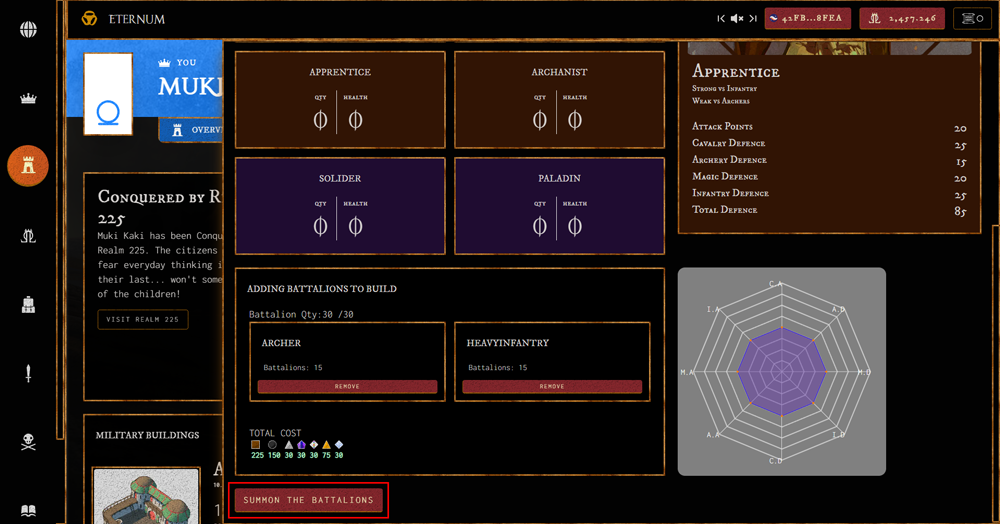 ETERNUM
42FB...8FEA
2,457.246
0
YOU
Conquered by R
225
Muki Kaki has been Conqu
Realm 225. The citizens
fear everyday thinking i
their last... won't some
of the children!
VISIT REALM 225
MILITARY BUILDINGS
APPRENTICE
QTY HEALTH
0 0
ARCHANIST
QTY HEALTH
0 0
SOLIDER
QTY HEALTH
0 0
PALADIN
QTY HEALTH
0 0
ADDING BATTALIONS TO BUILD
Battalion Qty:30 /30
ARCHER
Battalions: 15
REMOVE
HEAVYINFANTRY
Battalions: 15
REMOVE
TOTAL COST
225 150 30 30 30 75 30
SUMMON THE BATTALIONS
Apprentice
Strong vs Infantry
Weak vs Archers
Attack Points 20
Cavalry Defence 25
Archery Defence 15
Magic Defence 20
Infantry Defence 25
Total Defence 85
C.A
I.A A.D
M.A M.D
A.A I.D
C.D